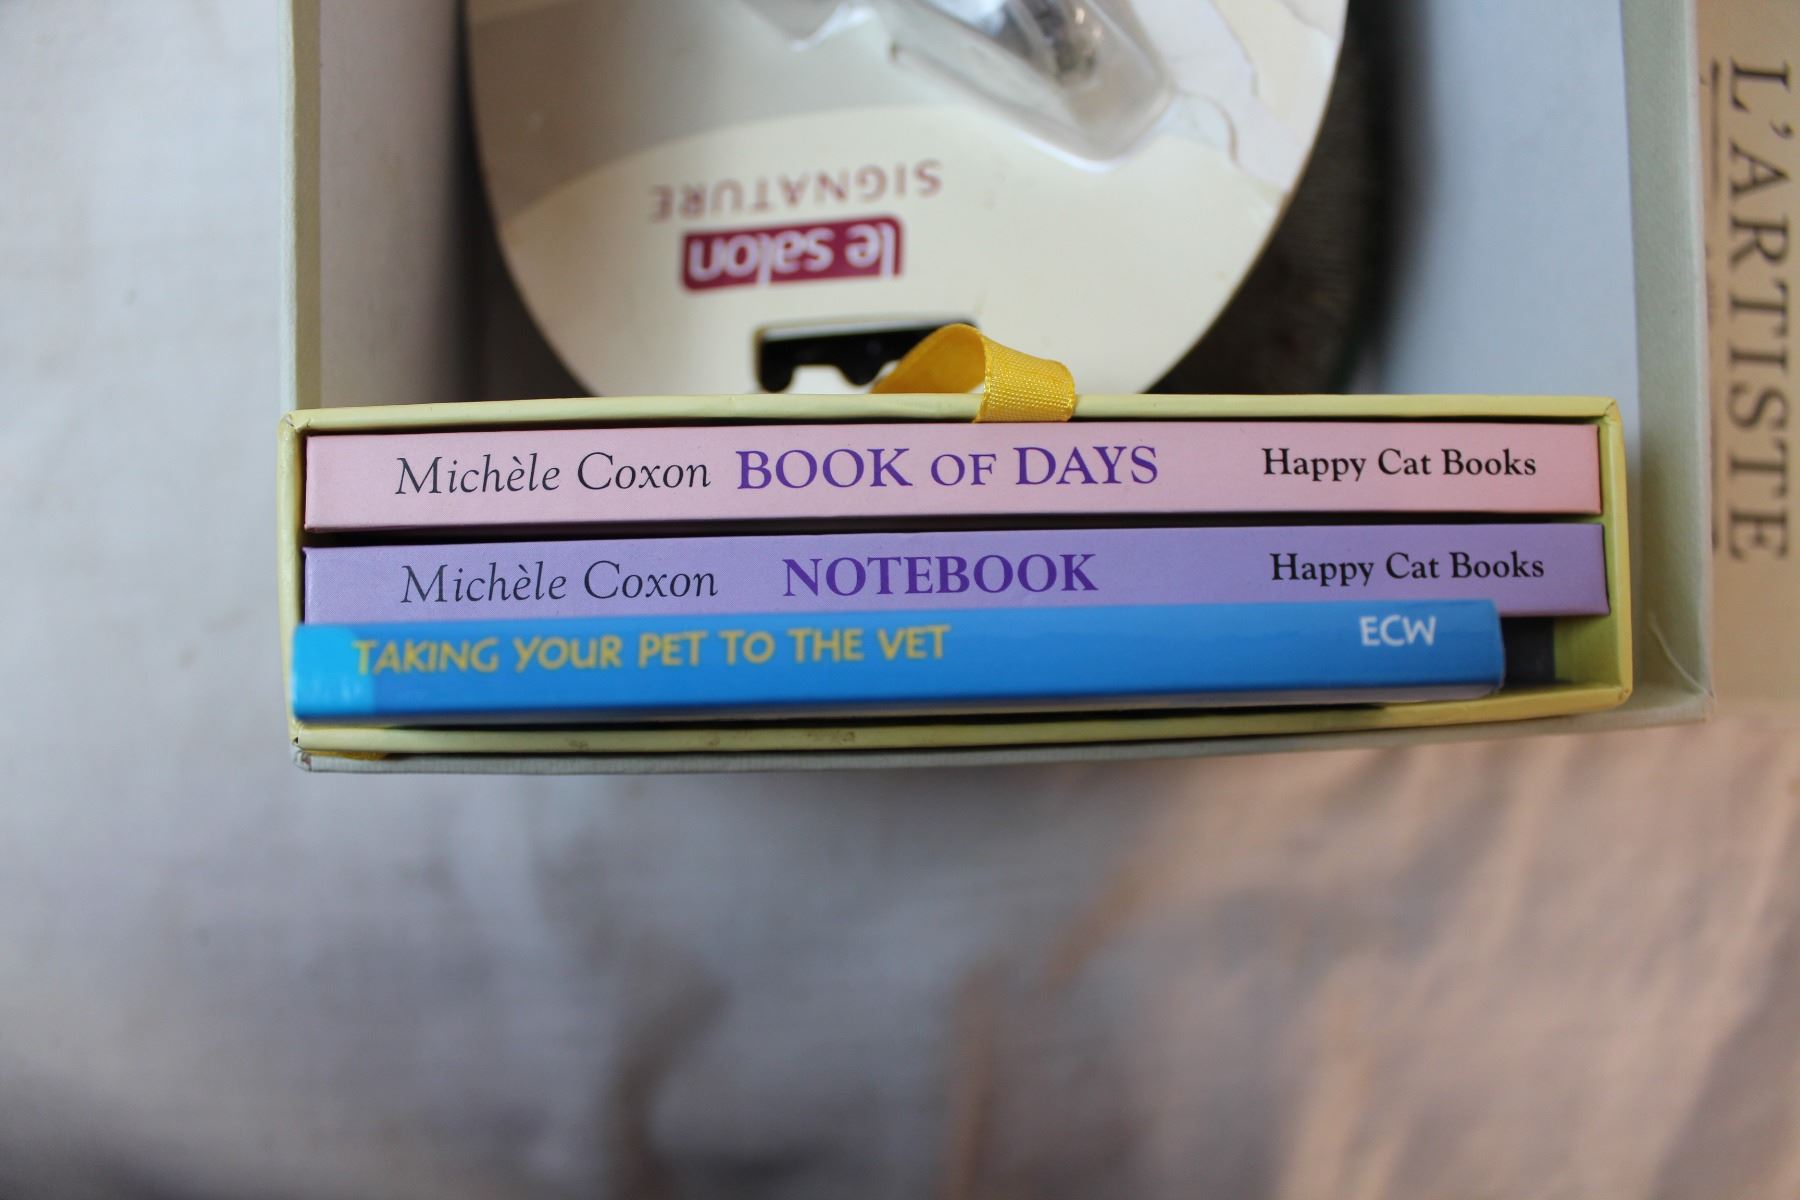 SIGNATURE
le salon
L'ARTISTE
Michèle Coxon BOOK OF DAYS Happy Cat Books
Michèle Coxon NOTEBOOK Happy Cat Books
TAKING YOUR PET TO THE VET ECW